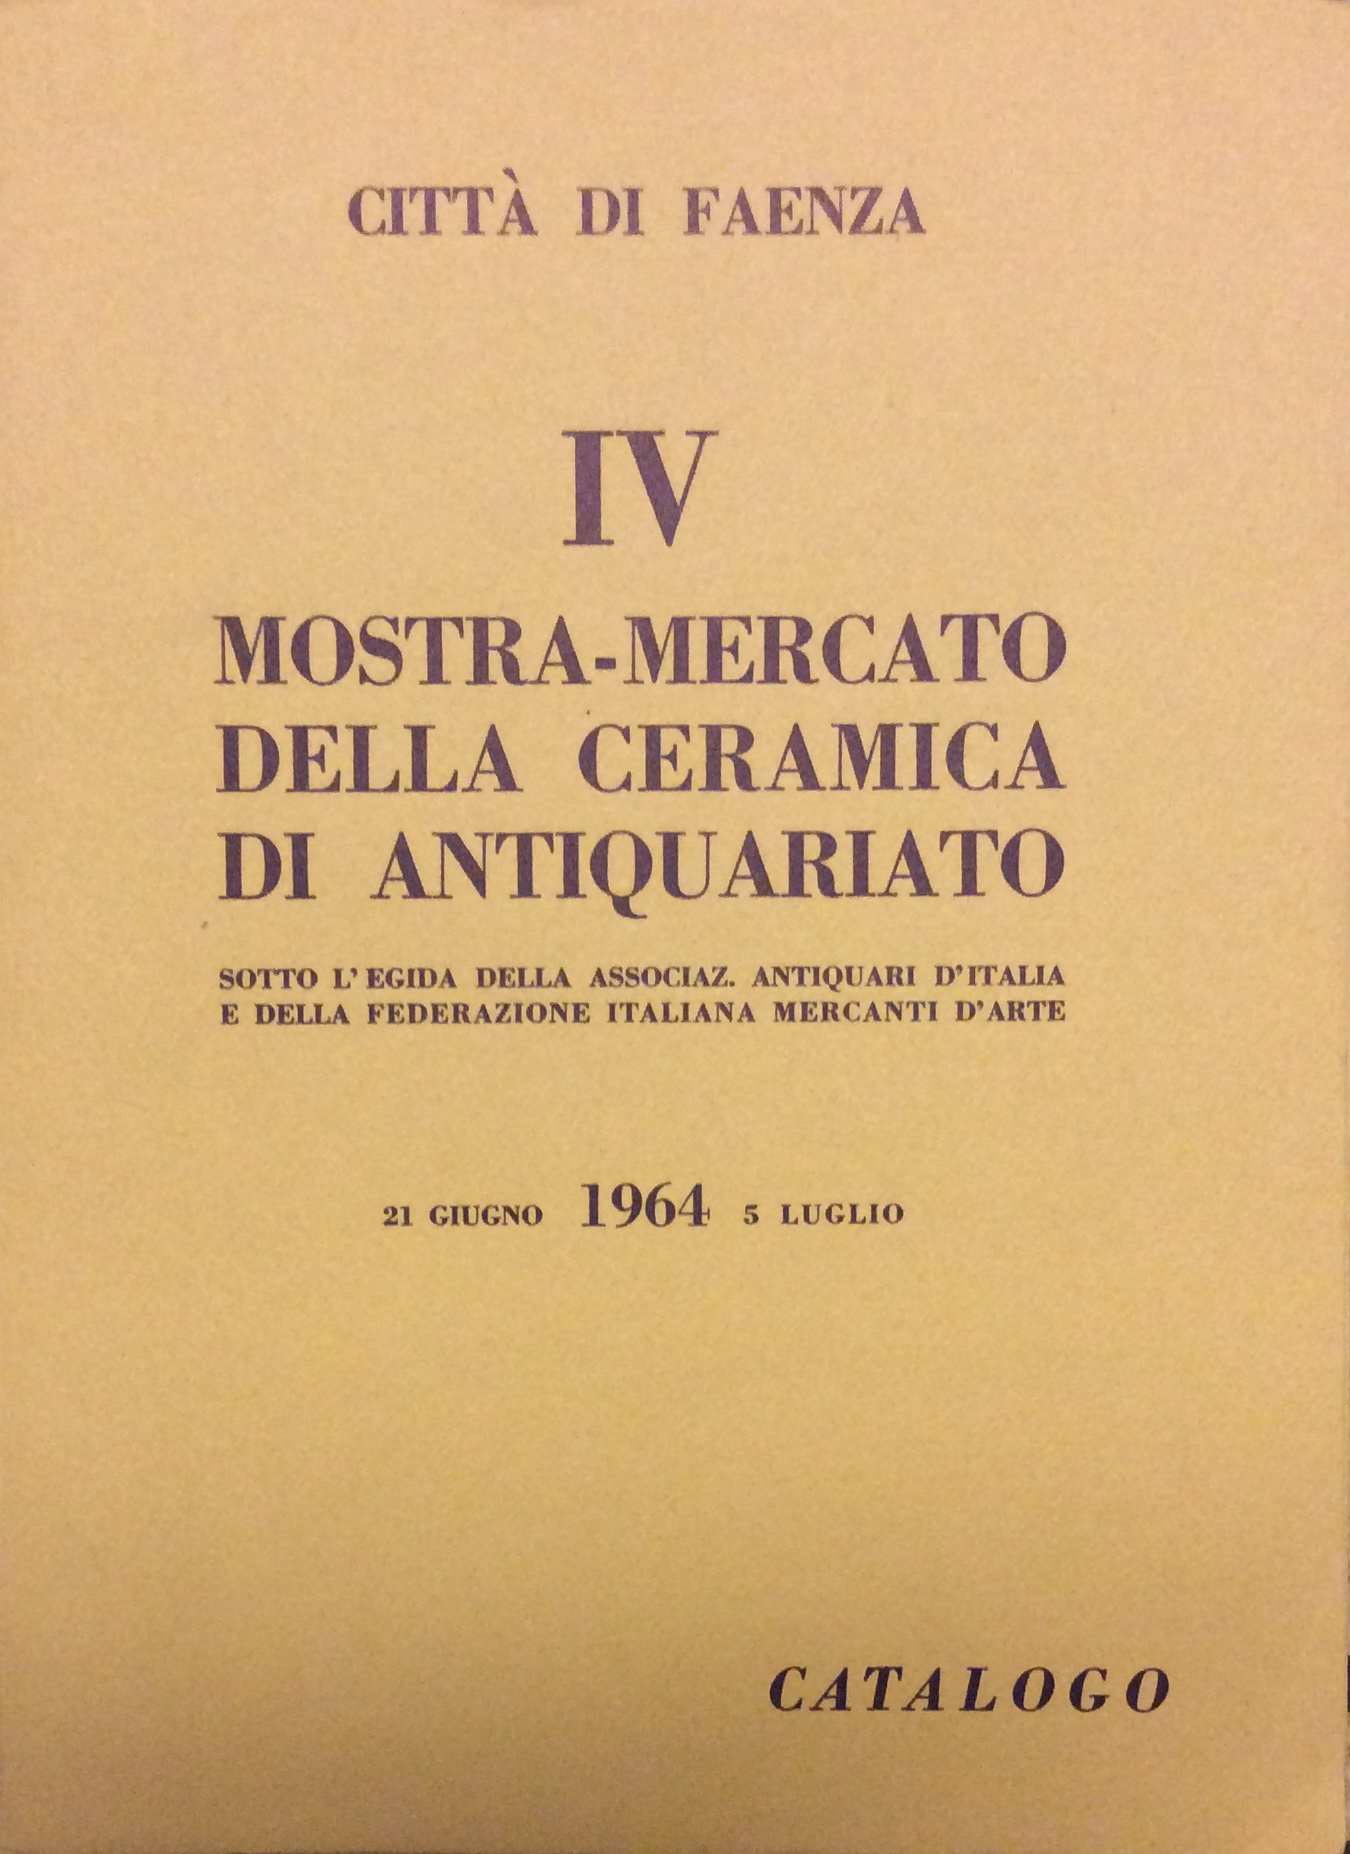 CITTÀ DI FAENZA
IV
MOSTRA-MERCATO
DELLA CERAMICA
DI ANTIQUARIATO
SOTTO L'EGIDA DELLA ASSOCIAZ. ANTIQUARI D'ITALIA
E DELLA FEDERAZIONE ITALIANA MERCANTI D'ARTE
21 GIUGNO 1964 5 LUGLIO
CATALOGO